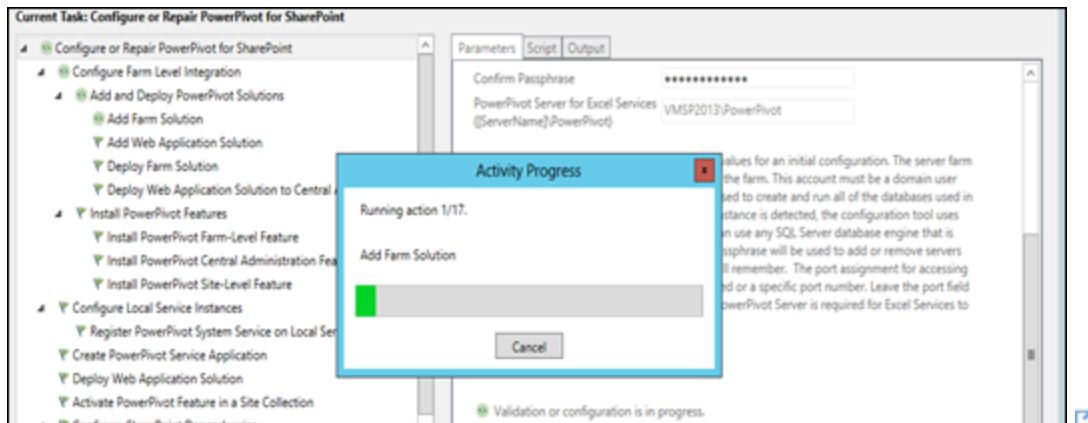 Current Task: Configure or Repair PowerPivot for SharePoint
Configure or Repair PowerPivot for SharePoint
Configure Farm Level Integration
Add and Deploy PowerPivot Solutions
Add Farm Solution
Add Web Application Solution
Deploy Farm Solution
Deploy Web Application Solution to Central
Install PowerPivot Features
Install PowerPivot Farm-Level Feature
Install PowerPivot Central Administration Fea
Install PowerPivot Site-Level Feature
Configure Local Service Instances
Register PowerPivot System Service on Local Ser
Create PowerPivot Service Application
Deploy Web Application Solution
Activate PowerPivot Feature in a Site Collection
Parameters Script Output
Confirm Passphrase ••••••••••••
PowerPivot Server for Excel Services VMSP2013\PowerPivot
([ServerName]\PowerPivot)
values for an initial configuration. The server farm
the farm. This account must be a domain user
sed to create and run all of the databases used in
stance is detected, the configuration tool uses
an use any SQL Server database engine that is
ssphrase will be used to add or remove servers
ll remember. The port assignment for accessing
ed or a specific port number. Leave the port field
owerPivot Server is required for Excel Services to
Validation or configuration is in progress.
Activity Progress
x
Running action 1/17.
Add Farm Solution
Cancel